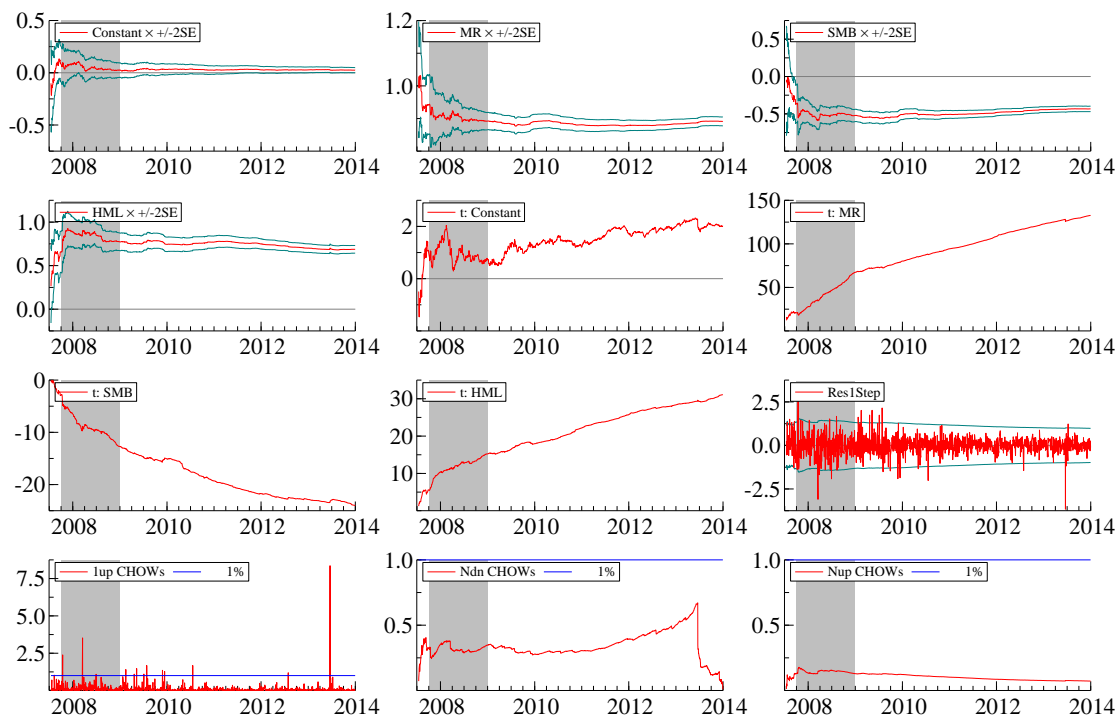 Constant × +/-2SE
0.5
0.0
-0.5
2008 2010 2012 2014
MR × +/-2SE
1.2
1.0
2008 2010 2012 2014
SMB × +/-2SE
0.5
0.0
-0.5
2008 2010 2012 2014
HML × +/-2SE
1.0
0.5
0.0
2008 2010 2012 2014
t: Constant
2
0
2008 2010 2012 2014
t: MR
150
125
100
75
50
25
2008 2010 2012 2014
t: SMB
0
-10
-20
2008 2010 2012 2014
t: HML
30
20
10
2008 2010 2012 2014
Res1Step
2.5
0.0
-2.5
2008 2010 2012 2014
1up CHOWs 1%
7.5
5.0
2.5
2008 2010 2012 2014
Ndn CHOWs 1%
1.0
0.5
2008 2010 2012 2014
Nup CHOWs 1%
1.0
0.5
2008 2010 2012 2014